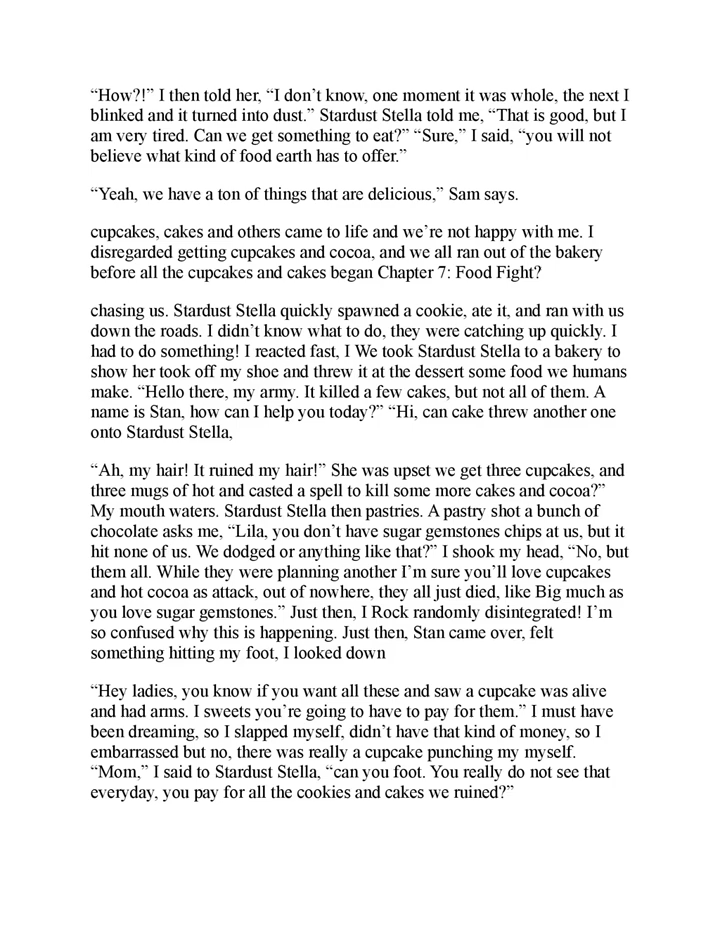 “How?!” I then told her, “I don’t know, one moment it was whole, the next I
blinked and it turned into dust.” Stardust Stella told me, “That is good, but I
am very tired. Can we get something to eat?” “Sure,” I said, “you will not
believe what kind of food earth has to offer.”
“Yeah, we have a ton of things that are delicious,” Sam says.
cupcakes, cakes and others came to life and we’re not happy with me. I
disregarded getting cupcakes and cocoa, and we all ran out of the bakery
before all the cupcakes and cakes began Chapter 7: Food Fight?
chasing us. Stardust Stella quickly spawned a cookie, ate it, and ran with us
down the roads. I didn’t know what to do, they were catching up quickly. I
had to do something! I reacted fast, I We took Stardust Stella to a bakery to
show her took off my shoe and threw it at the dessert some food we humans
make. “Hello there, my army. It killed a few cakes, but not all of them. A
name is Stan, how can I help you today?” “Hi, can cake threw another one
onto Stardust Stella,
“Ah, my hair! It ruined my hair!” She was upset we get three cupcakes, and
three mugs of hot and casted a spell to kill some more cakes and cocoa?”
My mouth waters. Stardust Stella then pastries. A pastry shot a bunch of
chocolate asks me, “Lila, you don’t have sugar gemstones chips at us, but it
hit none of us. We dodged or anything like that?” I shook my head, “No, but
them all. While they were planning another I’m sure you’ll love cupcakes
and hot cocoa as attack, out of nowhere, they all just died, like Big much as
you love sugar gemstones.” Just then, I Rock randomly disintegrated! I’m
so confused why this is happening. Just then, Stan came over, felt
something hitting my foot, I looked down
“Hey ladies, you know if you want all these and saw a cupcake was alive
and had arms. I sweets you’re going to have to pay for them.” I must have
been dreaming, so I slapped myself, didn’t have that kind of money, so I
embarrassed but no, there was really a cupcake punching my myself.
“Mom,” I said to Stardust Stella, “can you foot. You really do not see that
everyday, you pay for all the cookies and cakes we ruined?”